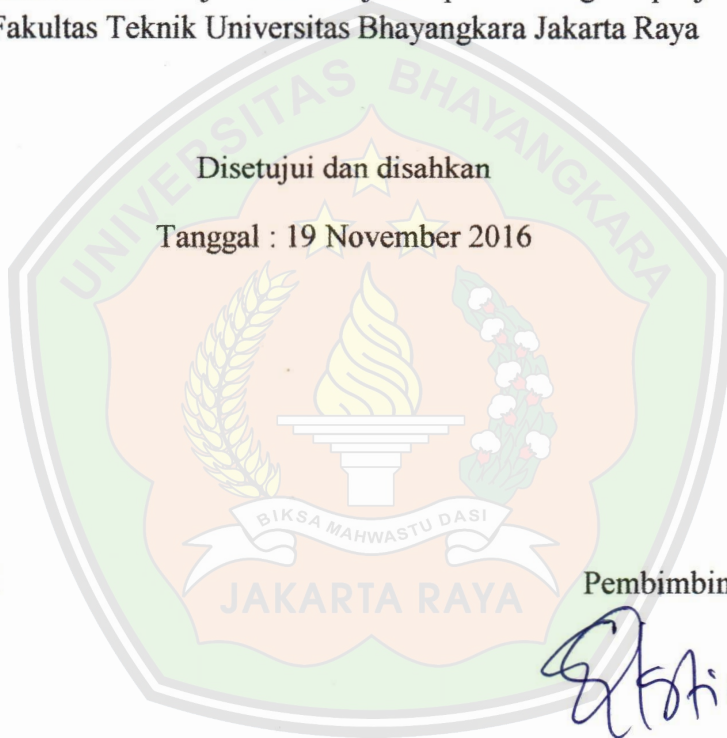 Fakultas Teknik Universitas Bhayangkara Jakarta Raya
UNIVERSITAS BHAYANGKARA
Disetujui dan disahkan
Tanggal : 19 November 2016
BIKSA MAHWASTU DASI
JAKARTA RAYA